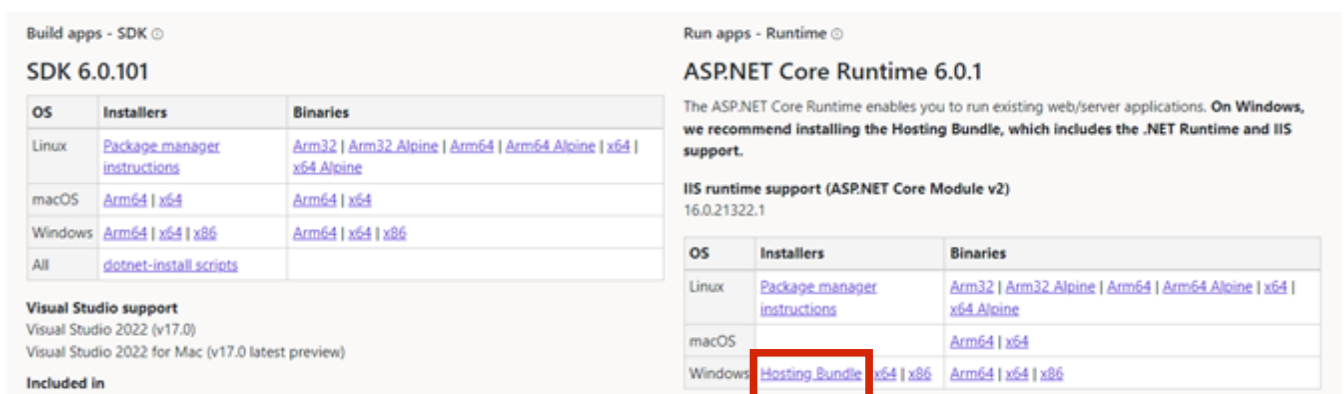 Build apps - SDK ⓘ
SDK 6.0.101
OS Installers Binaries
Linux Package manager instructions Arm32 | Arm32 Alpine | Arm64 | Arm64 Alpine | x64 | x64 Alpine
macOS Arm64 | x64 Arm64 | x64
Windows Arm64 | x64 | x86 Arm64 | x64 | x86
All dotnet-install scripts
Visual Studio support
Visual Studio 2022 (v17.0)
Visual Studio 2022 for Mac (v17.0 latest preview)
Included in
Run apps - Runtime ⓘ
ASP.NET Core Runtime 6.0.1
The ASP.NET Core Runtime enables you to run existing web/server applications. On Windows,
we recommend installing the Hosting Bundle, which includes the .NET Runtime and IIS
support.
IIS runtime support (ASP.NET Core Module v2)
16.0.21322.1
OS Installers Binaries
Linux Package manager instructions Arm32 | Arm32 Alpine | Arm64 | Arm64 Alpine | x64 | x64 Alpine
macOS Arm64 | x64
Windows Hosting Bundle | x64 | x86 Arm64 | x64 | x86